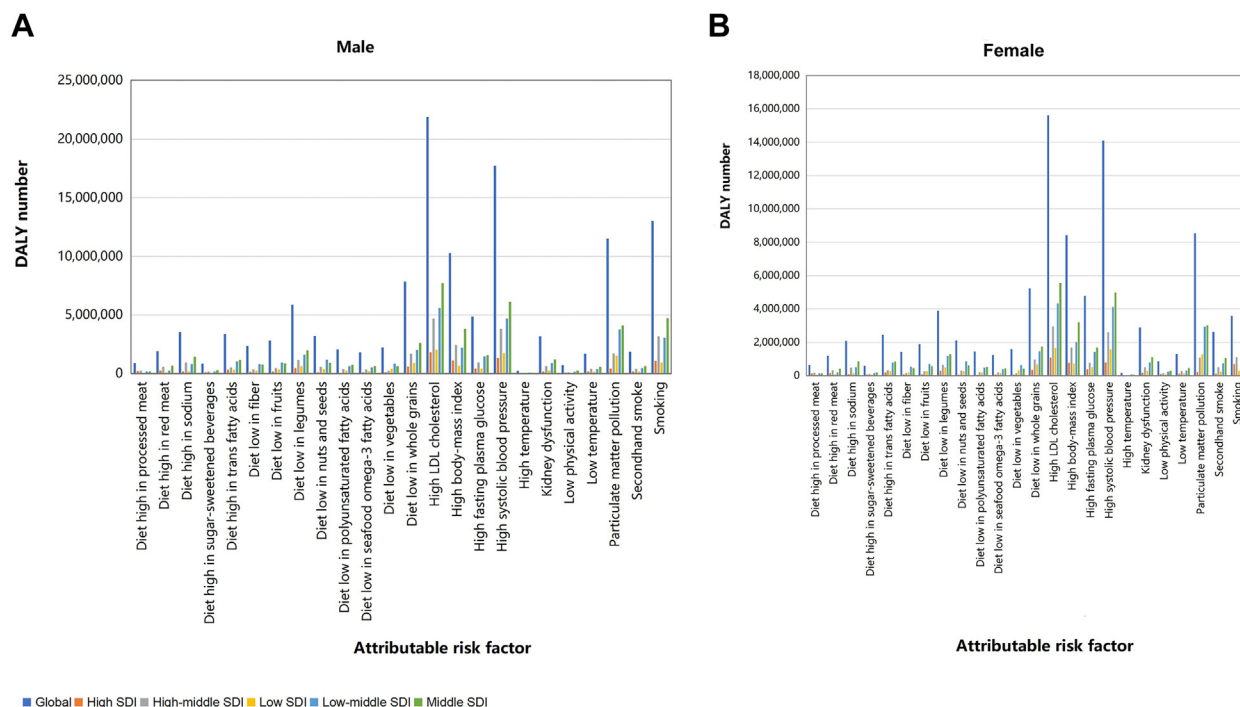 A
Male
25,000,000
20,000,000
15,000,000
10,000,000
5,000,000
0
DALY number
Diet high in processed meat
Diet high in red meat
Diet high in sodium
Diet high in sugar-sweetened beverages
Diet high in trans fatty acids
Diet low in fiber
Diet low in fruits
Diet low in legumes
Diet low in nuts and seeds
Diet low in polyunsaturated fatty acids
Diet low in seafood omega-3 fatty acids
Diet low in vegetables
Diet low in whole grains
High LDL cholesterol
High body-mass index
High fasting plasma glucose
High systolic blood pressure
High temperature
Kidney dysfunction
Low physical activity
Low temperature
Particulate matter pollution
Secondhand smoke
Smoking
Attributable risk factor
B
Female
18,000,000
16,000,000
14,000,000
12,000,000
10,000,000
8,000,000
6,000,000
4,000,000
2,000,000
0
DALY number
Diet high in processed meat
Diet high in red meat
Diet high in sodium
Diet high in sugar-sweetened beverages
Diet high in trans fatty acids
Diet low in fiber
Diet low in fruits
Diet low in legumes
Diet low in nuts and seeds
Diet low in polyunsaturated fatty acids
Diet low in seafood omega-3 fatty acids
Diet low in vegetables
Diet low in whole grains
High LDL cholesterol
High body-mass index
High fasting plasma glucose
High systolic blood pressure
High temperature
Kidney dysfunction
Low physical activity
Low temperature
Particulate matter pollution
Secondhand smoke
Smoking
Attributable risk factor
Global High SDI High-middle SDI Low SDI Low-middle SDI Middle SDI